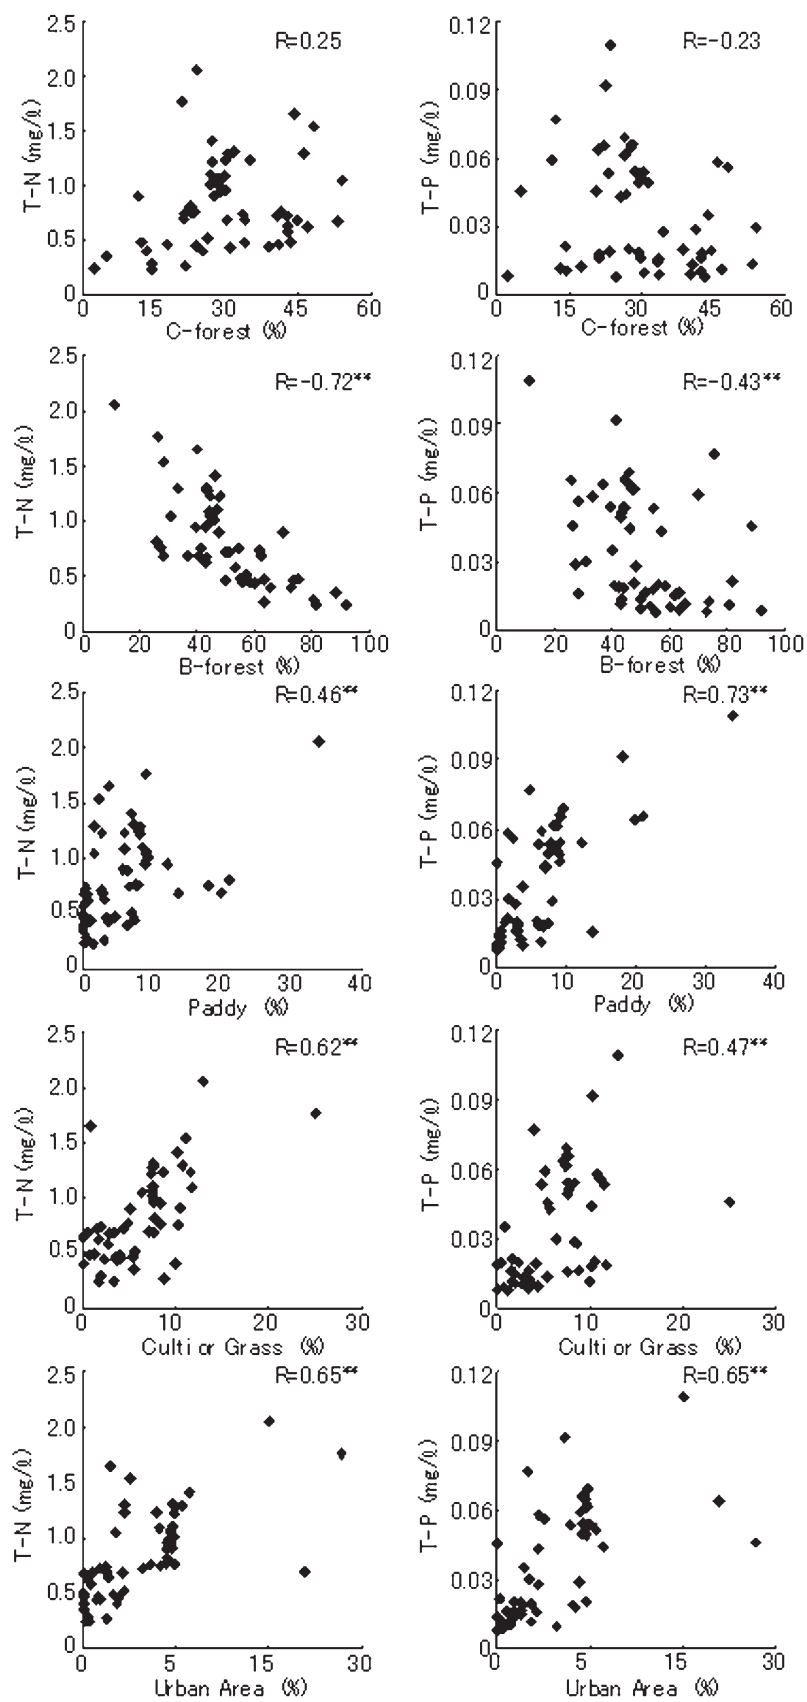 2.5
R=0.25
2.0
1.5
1.0
0.5
0
T-N (mg/ℓ)
0 15 30 45 60
C-forest (%)
0.12
R=-0.23
0.09
0.06
0.03
0
T-P (mg/ℓ)
0 15 30 45 60
C-forest (%)
2.5
R=-0.72**
2.0
1.5
1.0
0.5
0
T-N (mg/ℓ)
0 20 40 60 80 100
B-forest (%)
0.12
R=-0.43**
0.09
0.06
0.03
0
T-P (mg/ℓ)
0 20 40 60 80 100
B-forest (%)
2.5
R=0.46**
2.0
1.5
1.0
0.5
0
T-N (mg/ℓ)
0 10 20 30 40
Paddy (%)
0.12
R=0.73**
0.09
0.06
0.03
0
T-P (mg/ℓ)
0 10 20 30 40
Paddy (%)
2.5
R=0.62**
2.0
1.5
1.0
0.5
0
T-N (mg/ℓ)
0 10 20 30
Culti or Grass (%)
0.12
R=0.47**
0.09
0.06
0.03
0
T-P (mg/ℓ)
0 10 20 30
Culti or Grass (%)
2.5
R=0.65**
2.0
1.5
1.0
0.5
0
T-N (mg/ℓ)
0 5 15 30
Urban Area (%)
0.12
R=0.65**
0.09
0.06
0.03
0
T-P (mg/ℓ)
0 5 15 30
Urban Area (%)